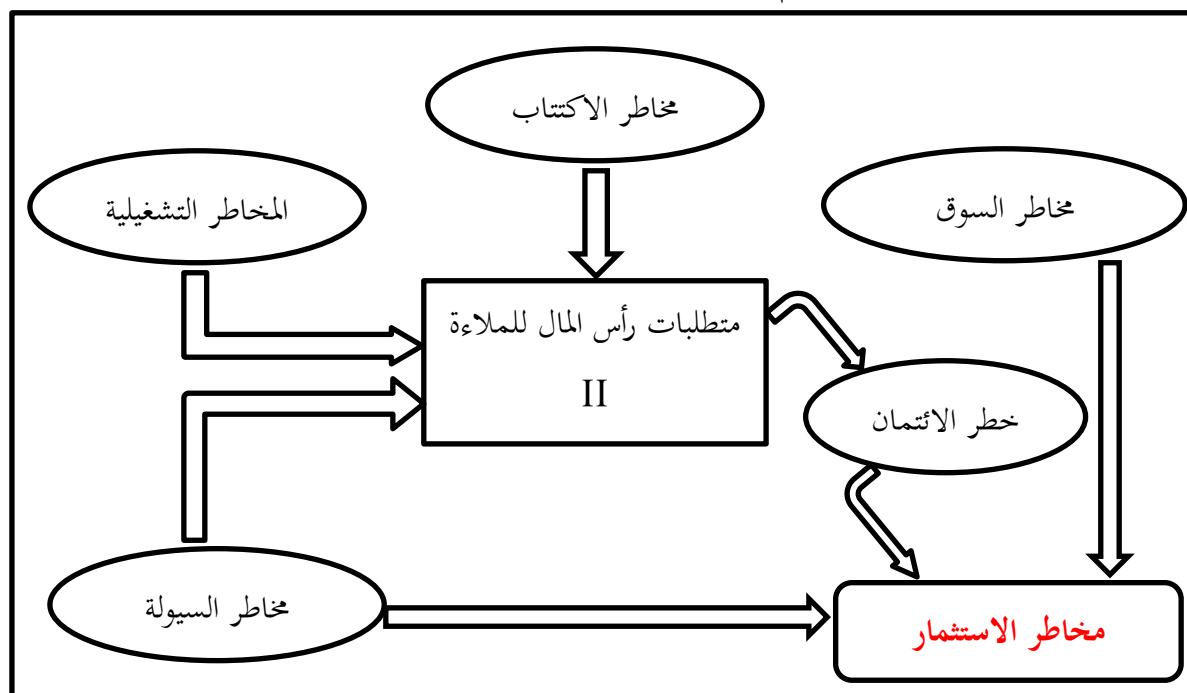 مخاطر الاكتتاب
مخاطر السوق
المخاطر التشغيلية
متطلبات رأس المال للملاءة
II
خطر الائتمان
مخاطر السيولة
مخاطر الاستثمار